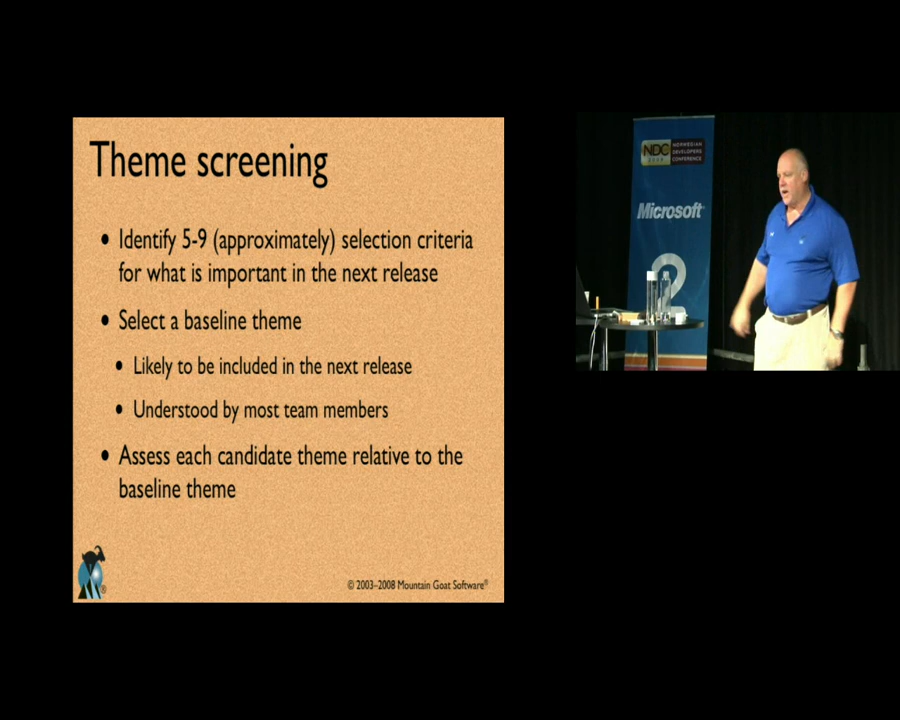 Theme screening
• Identify 5-9 (approximately) selection criteria
for what is important in the next release
• Select a baseline theme
• Likely to be included in the next release
• Understood by most team members
• Assess each candidate theme relative to the
baseline theme
© 2003–2008 Mountain Goat Software®
NDC
NORWEGIAN
DEVELOPERS
CONFERENCE
Microsoft®
2